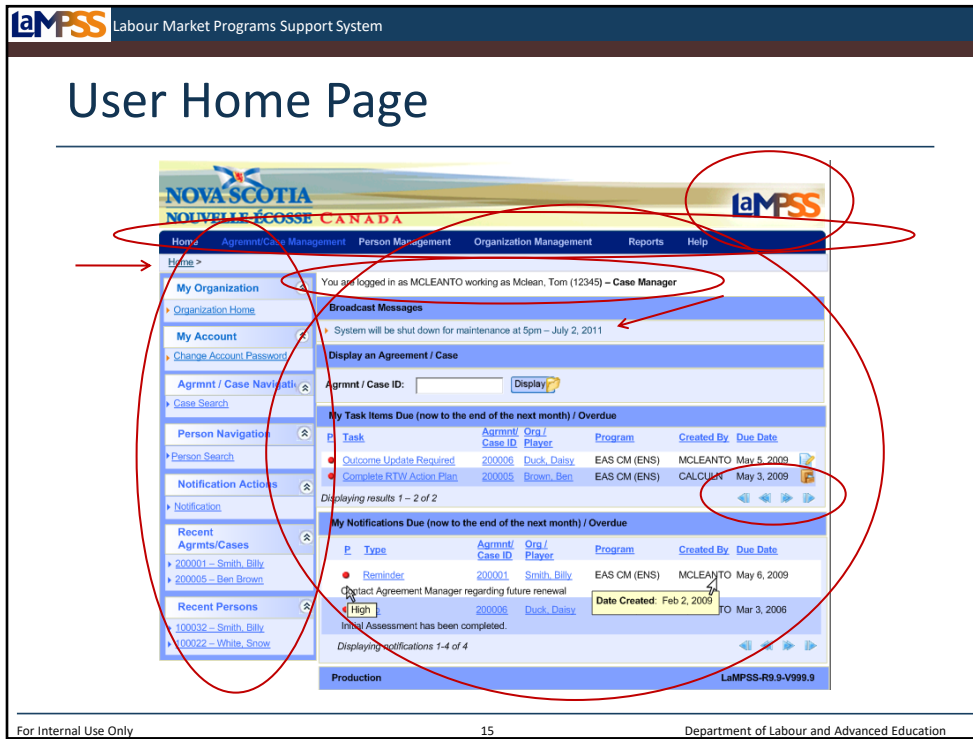 LaMPSS Labour Market Programs Support System
User Home Page
NOVA SCOTIA
NOUVELLE-ÉCOSSE CANADA
LaMPSS
Home Agremnt/Case Management Person Management Organization Management Reports Help
Home >
My Organization
Organization Home
My Account
Change Account Password
Agrmnt / Case Navigati
Case Search
Person Navigation
Person Search
Notification Actions
Notification
Recent
Agrmts/Cases
200001 – Smith, Billy
200005 – Ben Brown
Recent Persons
100032 – Smith, Billy
100022 – White, Snow
You are logged in as MCLEANTO working as Mclean, Tom (12345) – Case Manager
Broadcast Messages
System will be shut down for maintenance at 5pm – July 2, 2011
Display an Agreement / Case
Agrmnt / Case ID: Display
My Task Items Due (now to the end of the next month) / Overdue
P Task Agrmnt/ Case ID Org / Player Program Created By Due Date
Outcome Update Required 200006 Duck, Daisy EAS CM (ENS) MCLEANTO May 5, 2009
Complete RTW Action Plan 200005 Brown, Ben EAS CM (ENS) CALCULN May 3, 2009
Displaying results 1 – 2 of 2
My Notifications Due (now to the end of the next month) / Overdue
P Type Agrmnt/ Case ID Org / Player Program Created By Due Date
Reminder 200001 Smith, Billy EAS CM (ENS) MCLEANTO May 6, 2009
Contact Agreement Manager regarding future renewal
High 200006 Duck, Daisy Date Created: Feb 2, 2009 TO Mar 3, 2006
Initial Assessment has been completed.
Displaying notifications 1-4 of 4
Production LaMPSS-R9.9-V999.9
For Internal Use Only 15 Department of Labour and Advanced Education